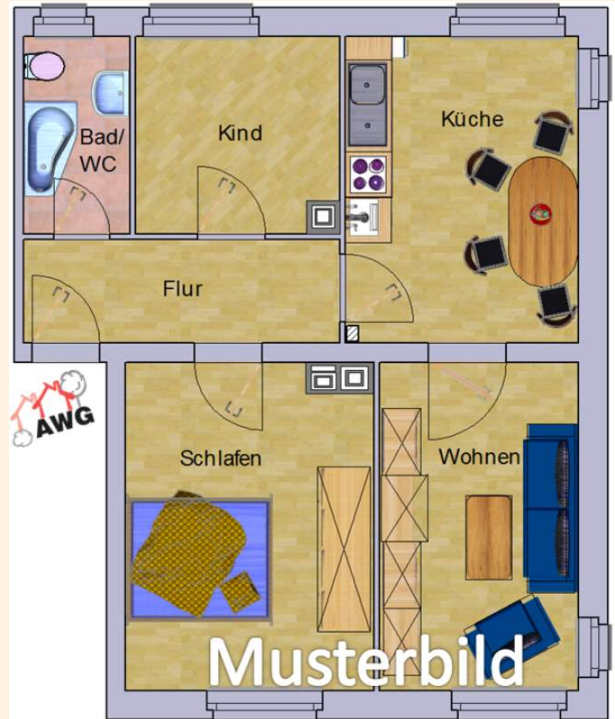 Bad/
WC
Kind
Küche
Flur
AWG
Schlafen
Wohnen
Musterbild